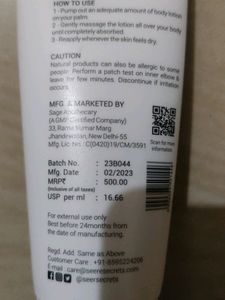 HOW TO USE
1 - Pump out an adequate amount of body lotion
on your palm.
2 - Gently massage the lotion all over your body
until completely absorbed.
3 - Reapply whenever the skin feels dry.
CAUTION
Natural products can also be allergic to some
people. Perform a patch test on inner elbow &
leave for few minutes. Discontinue if irritation
occurs.
MFG. & MARKETED BY
Sage Apothecary
(AGMP Certified Company)
33, Rama Kumar Marg
Jhandewalan, New Delhi-55
Mfg. Lic No.: C(0420)19/CM/3591
Scan for more
information.
Batch No. : 23B044
Mfg. Date : 02/2023
MRP₹ : 500.00
(Inclusive of all taxes)
USP per ml : 16.66
For external use only
Best before 24months from
the date of manufacturing.
Regd. Add. Same as Above
Customer Care : +91-8585224206
Email : care@seeresecrets.com
@seersecrets